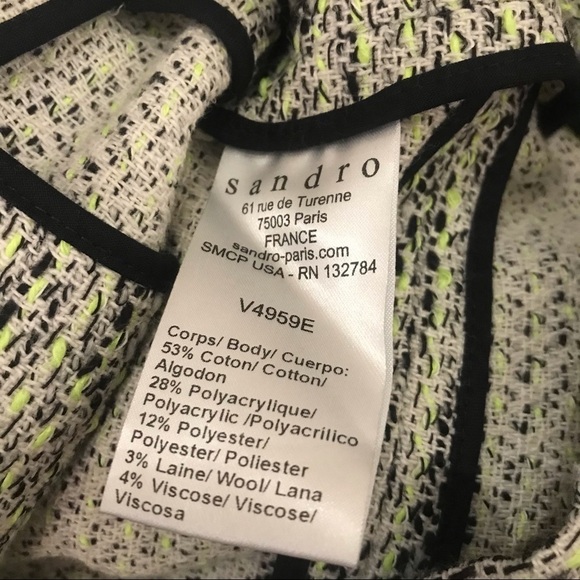 sandro
61 rue de Turenne
75003 Paris
FRANCE
sandro-paris.com
SMCP USA - RN 132784
V4959E
Corps/ Body/ Cuerpo:
53% Coton/ Cotton/
Algodon
28% Polyacrylique/
Polyacrylic /Polyacrilico
12% Polyester/
Polyester/ Poliester
3% Laine/ Wool/ Lana
4% Viscose/ Viscose/
Viscosa